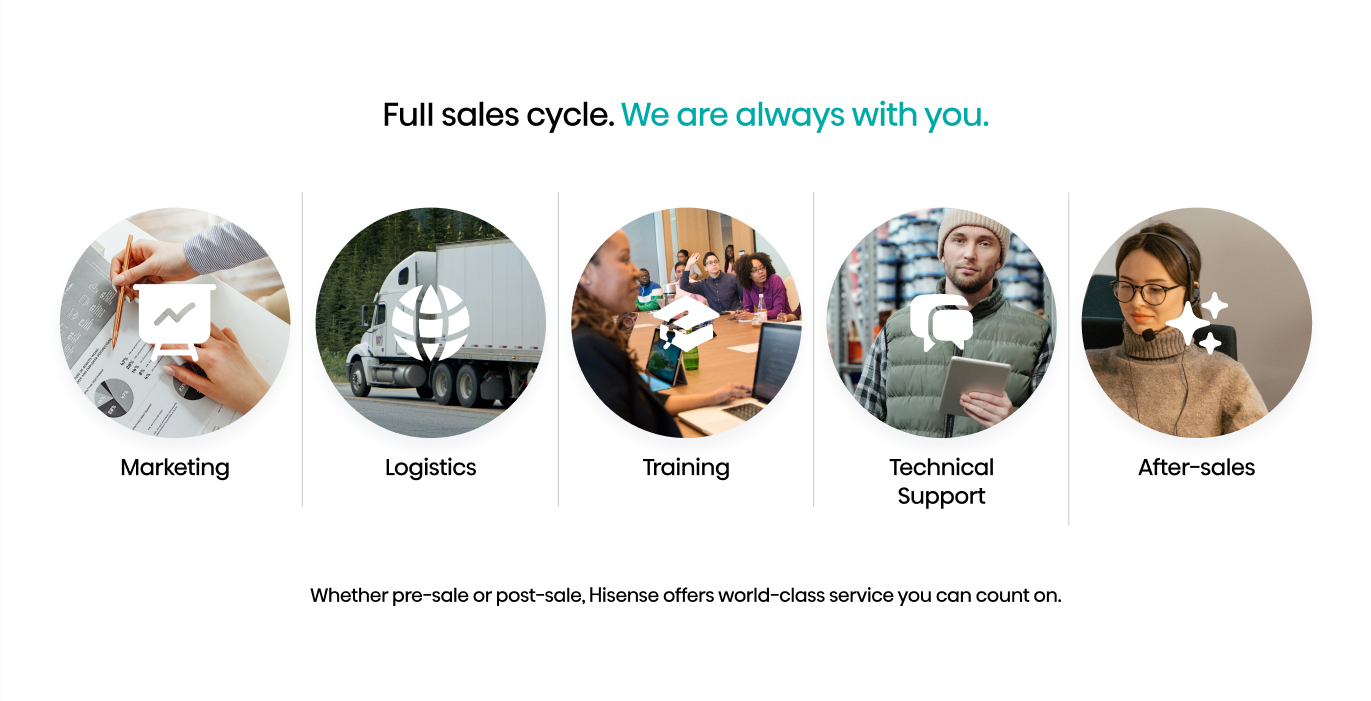 Full sales cycle. We are always with you.
Marketing
Logistics
Training
Technical
Support
After-sales
Whether pre-sale or post-sale, Hisense offers world-class service you can count on.